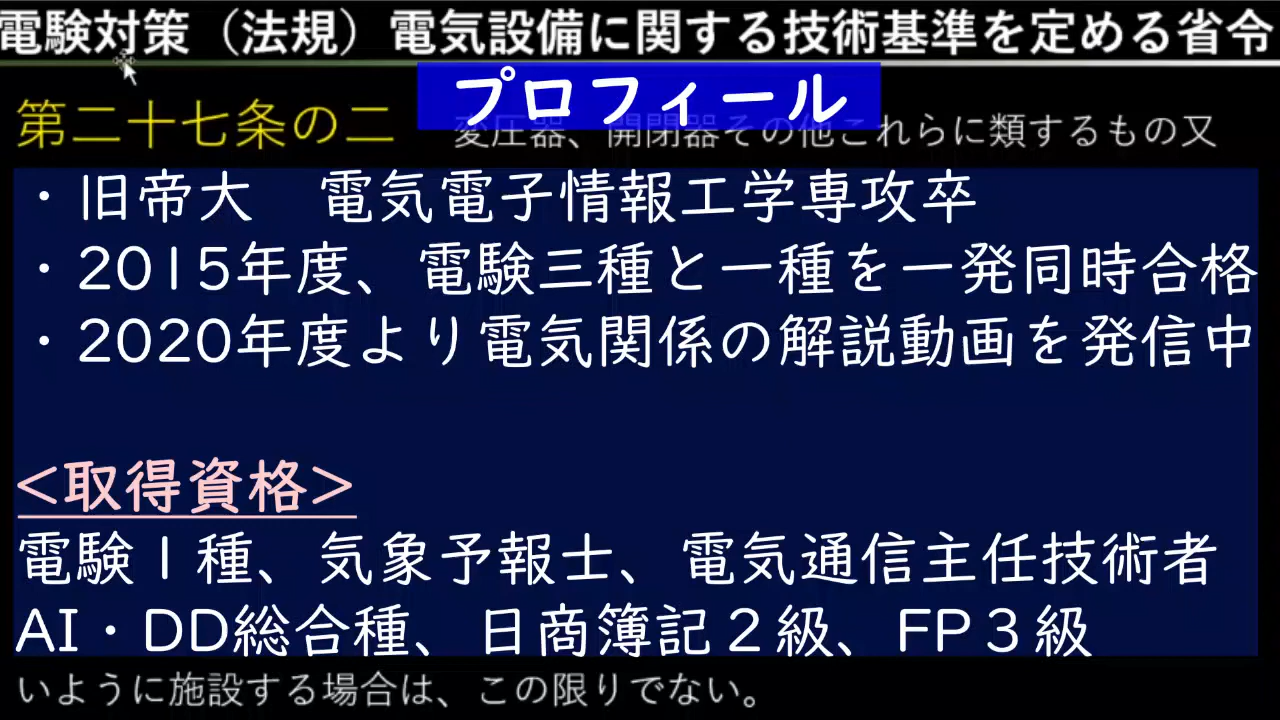 電験対策（法規）電気設備に関する技術基準を定める省令
プロフィール
第二十七条の二 変圧器、開閉器その他これらに類するもの又
・旧帝大　電気電子情報工学専攻卒
・2015年度、電験三種と一種を一発同時合格
・2020年度より電気関係の解説動画を発信中
<取得資格>
電験１種、気象予報士、電気通信主任技術者
AI・DD総合種、日商簿記２級、FP３級
いように施設する場合は、この限りでない。